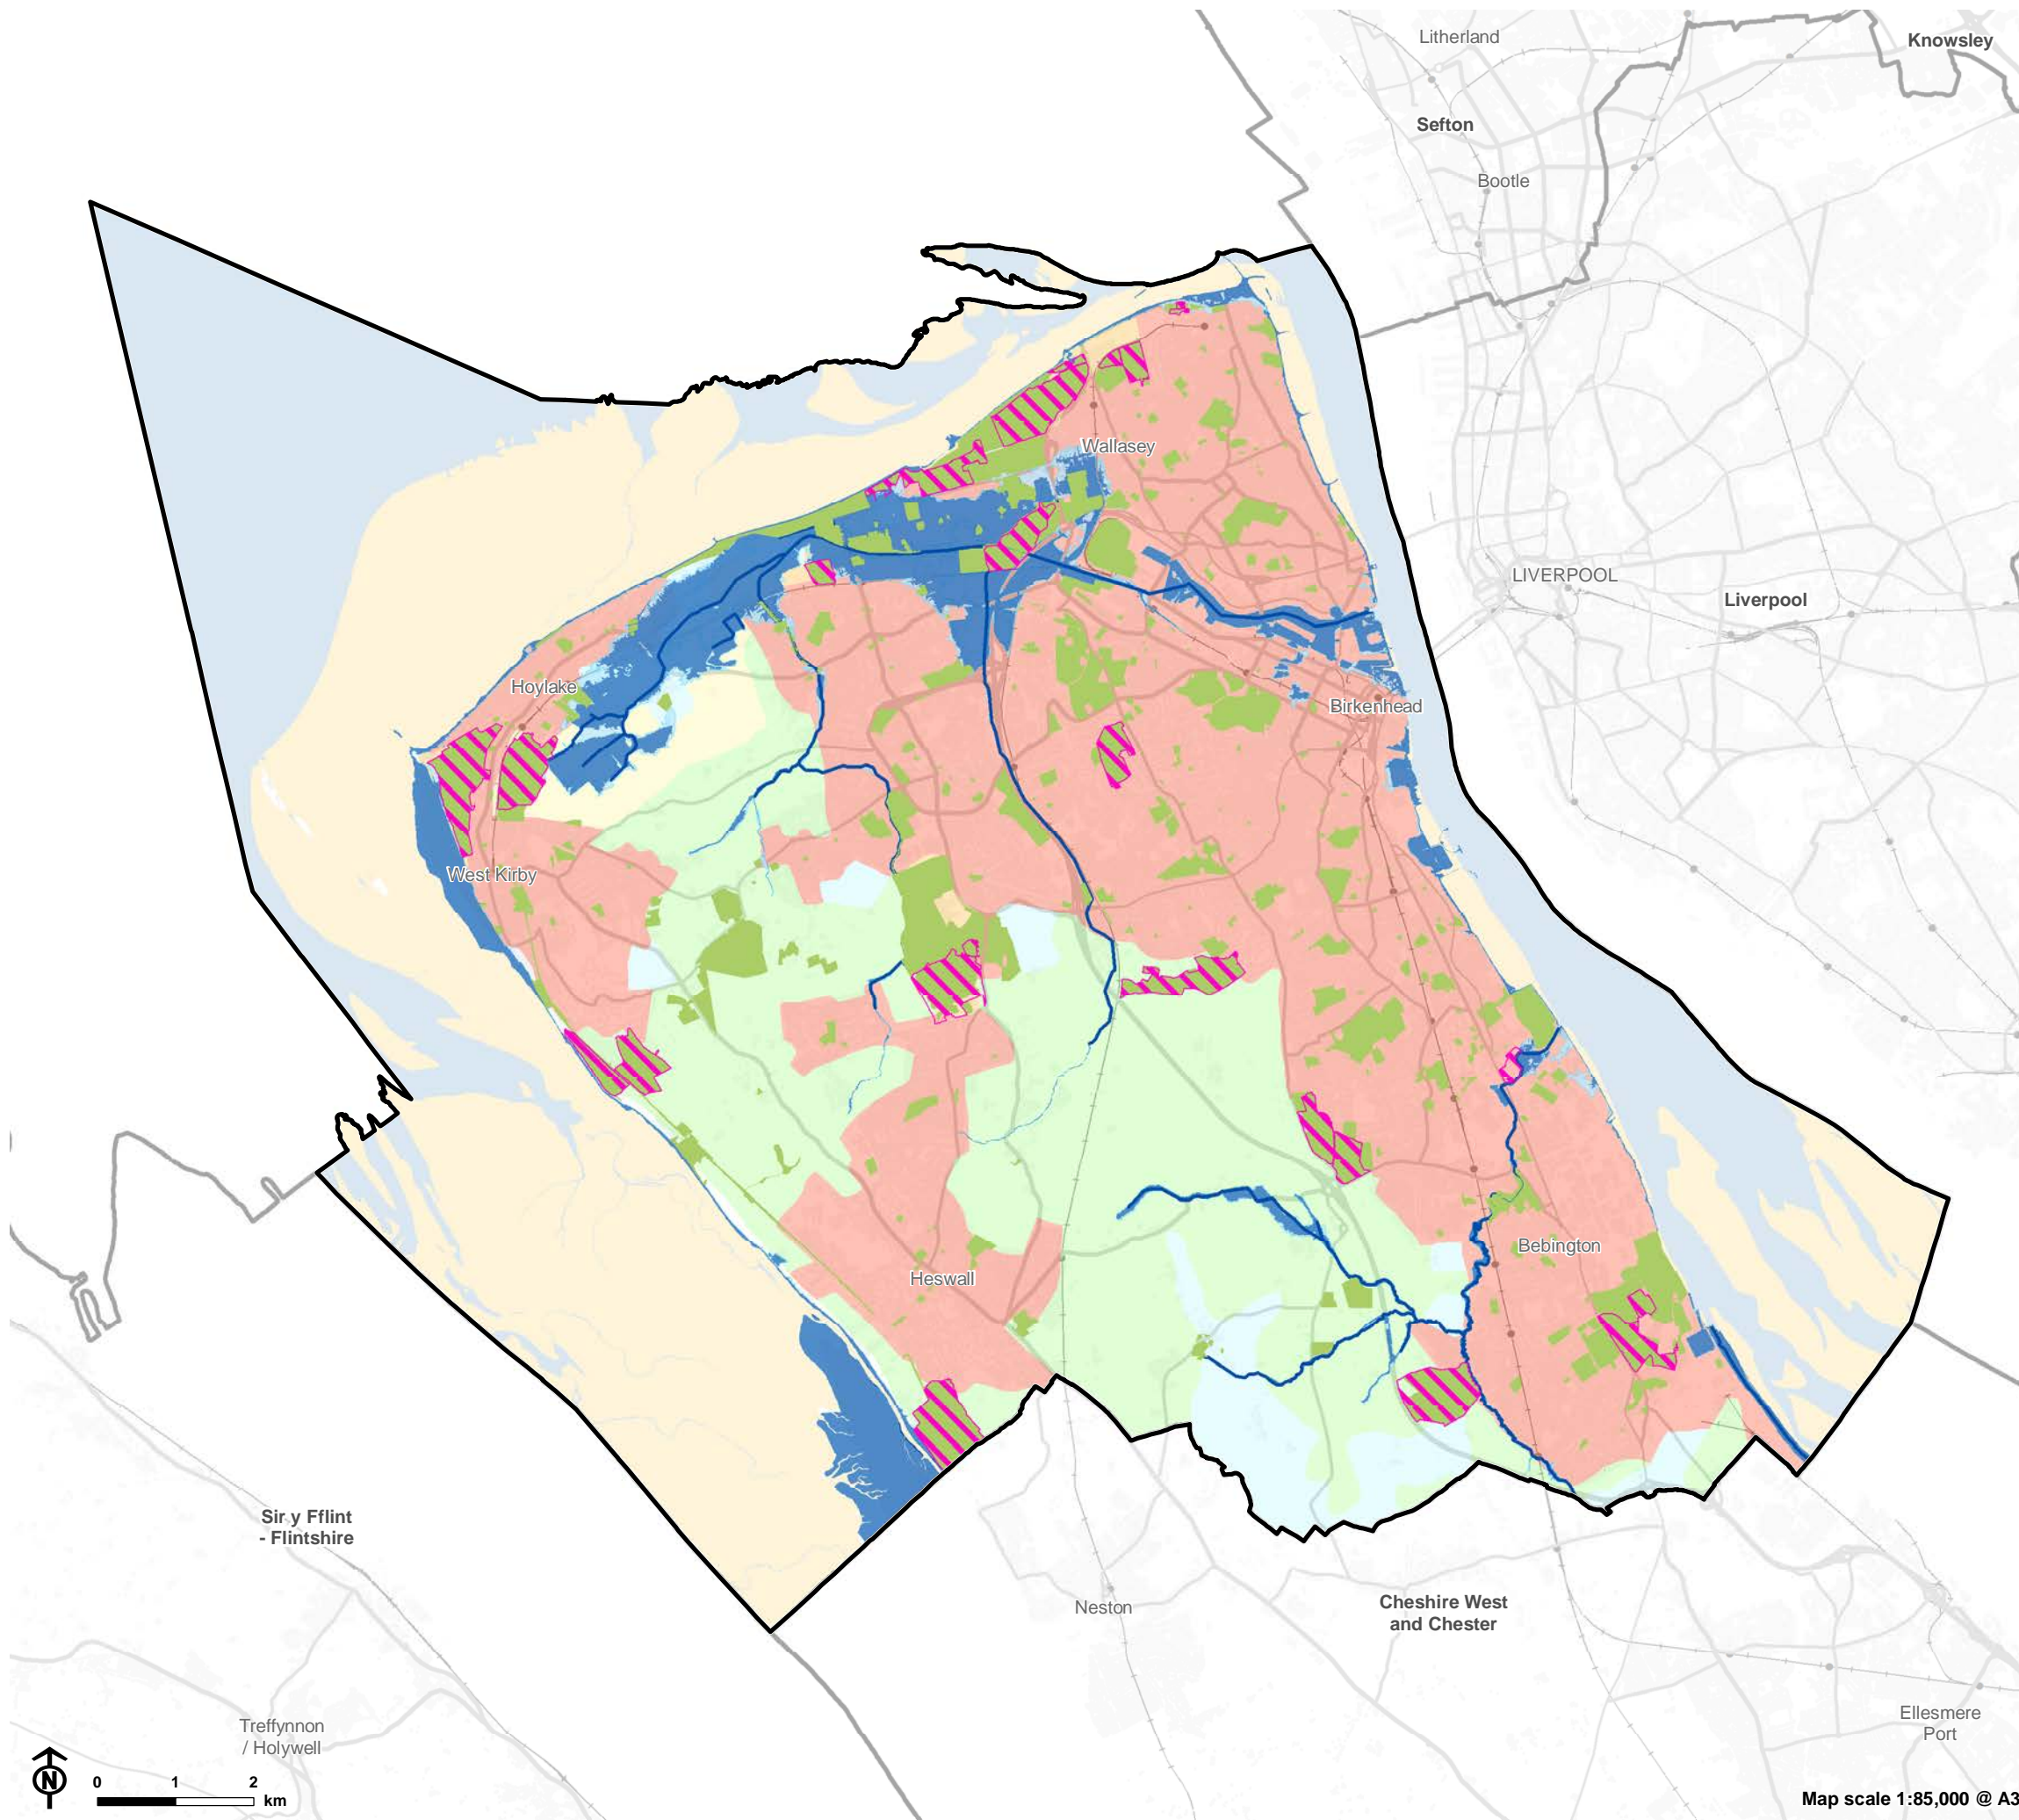 Litherland
Knowsley
Sefton
Bootle
Wallasey
LIVERPOOL
Liverpool
Hoylake
Birkenhead
West Kirby
Bebington
Heswall
Sir y Fflint
- Flintshire
Neston
Cheshire West
and Chester
Treffynnon
/ Holywell
Ellesmere
Port
N
0 1 2
km
Map scale 1:85,000 @ A3